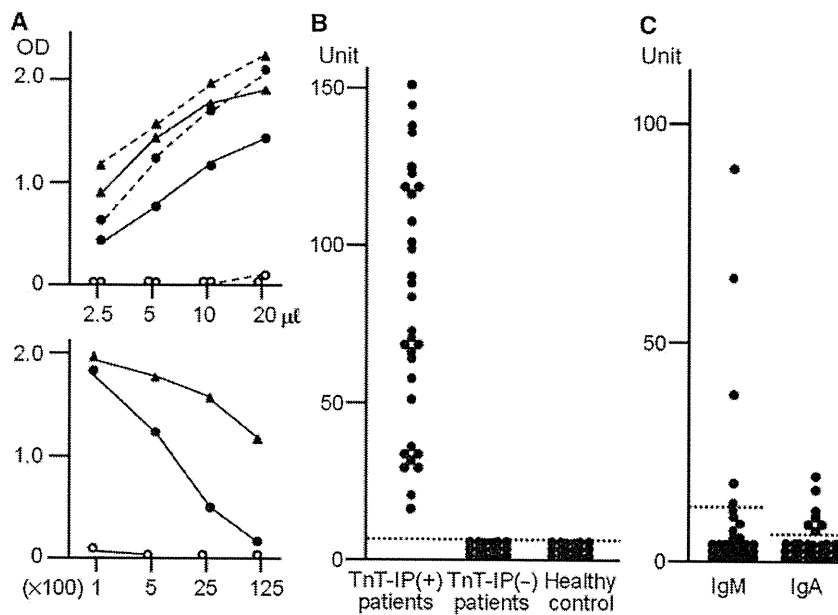 A
OD
2.0
1.0
0
2.5 5 10 20 µℓ
2.0
1.0
0
(×100) 1 5 25 125
B
Unit
150
100
50
0
TnT-IP(+) patients
TnT-IP(−) patients
Healthy control
C
Unit
100
50
0
IgM IgA